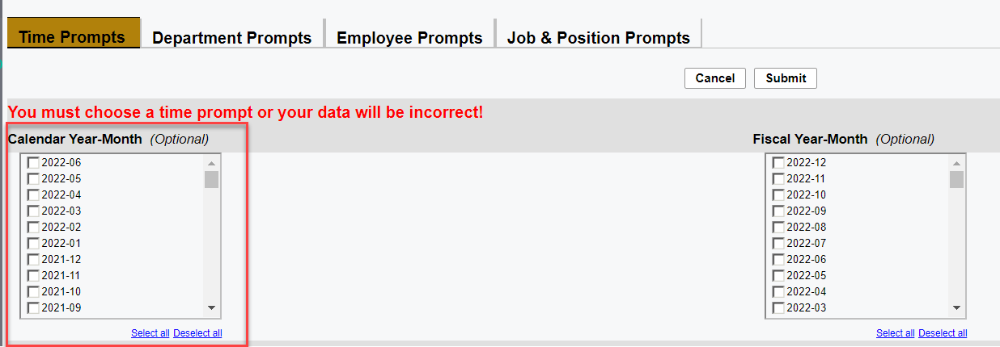 Time Prompts Department Prompts Employee Prompts Job & Position Prompts
Cancel Submit
You must choose a time prompt or your data will be incorrect!
Calendar Year-Month (Optional)
2022-06
2022-05
2022-04
2022-03
2022-02
2022-01
2021-12
2021-11
2021-10
2021-09
Select all Deselect all
Fiscal Year-Month (Optional)
2022-12
2022-11
2022-10
2022-09
2022-08
2022-07
2022-06
2022-05
2022-04
2022-03
Select all Deselect all